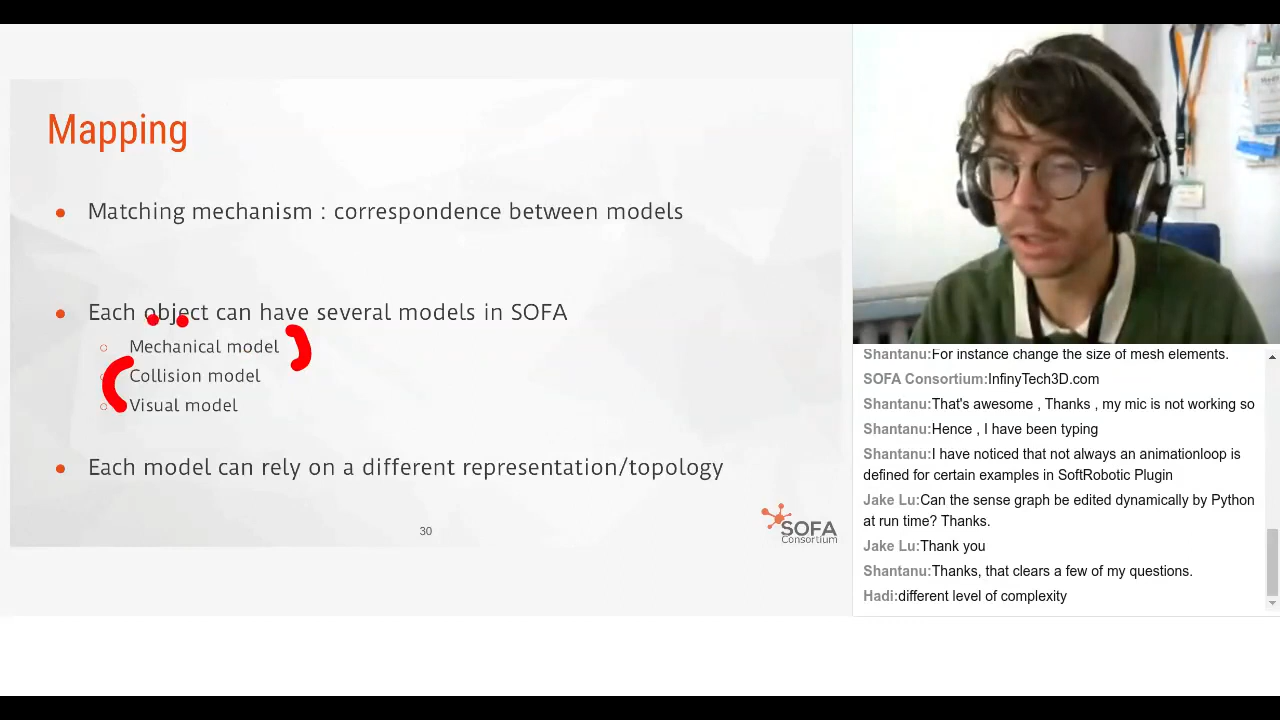 Mapping
Matching mechanism : correspondence between models
Each object can have several models in SOFA
Mechanical model
Collision model
Visual model
Each model can rely on a different representation/topology
30
SOFA
Consortium
Shantanu:For instance change the size of mesh elements.
SOFA Consortium:InfinyTech3D.com
Shantanu:That's awesome , Thanks , my mic is not working so
Shantanu:Hence , I have been typing
Shantanu:I have noticed that not always an animationloop is
defined for certain examples in SoftRobotic Plugin
Jake Lu:Can the sense graph be edited dynamically by Python
at run time? Thanks.
Jake Lu:Thank you
Shantanu:Thanks, that clears a few of my questions.
Hadi:different level of complexity